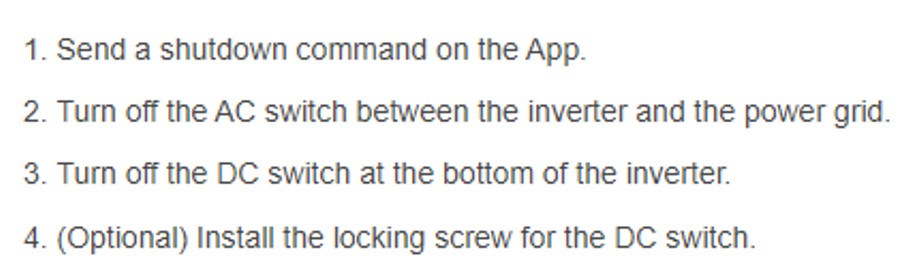 1. Send a shutdown command on the App.
2. Turn off the AC switch between the inverter and the power grid.
3. Turn off the DC switch at the bottom of the inverter.
4. (Optional) Install the locking screw for the DC switch.